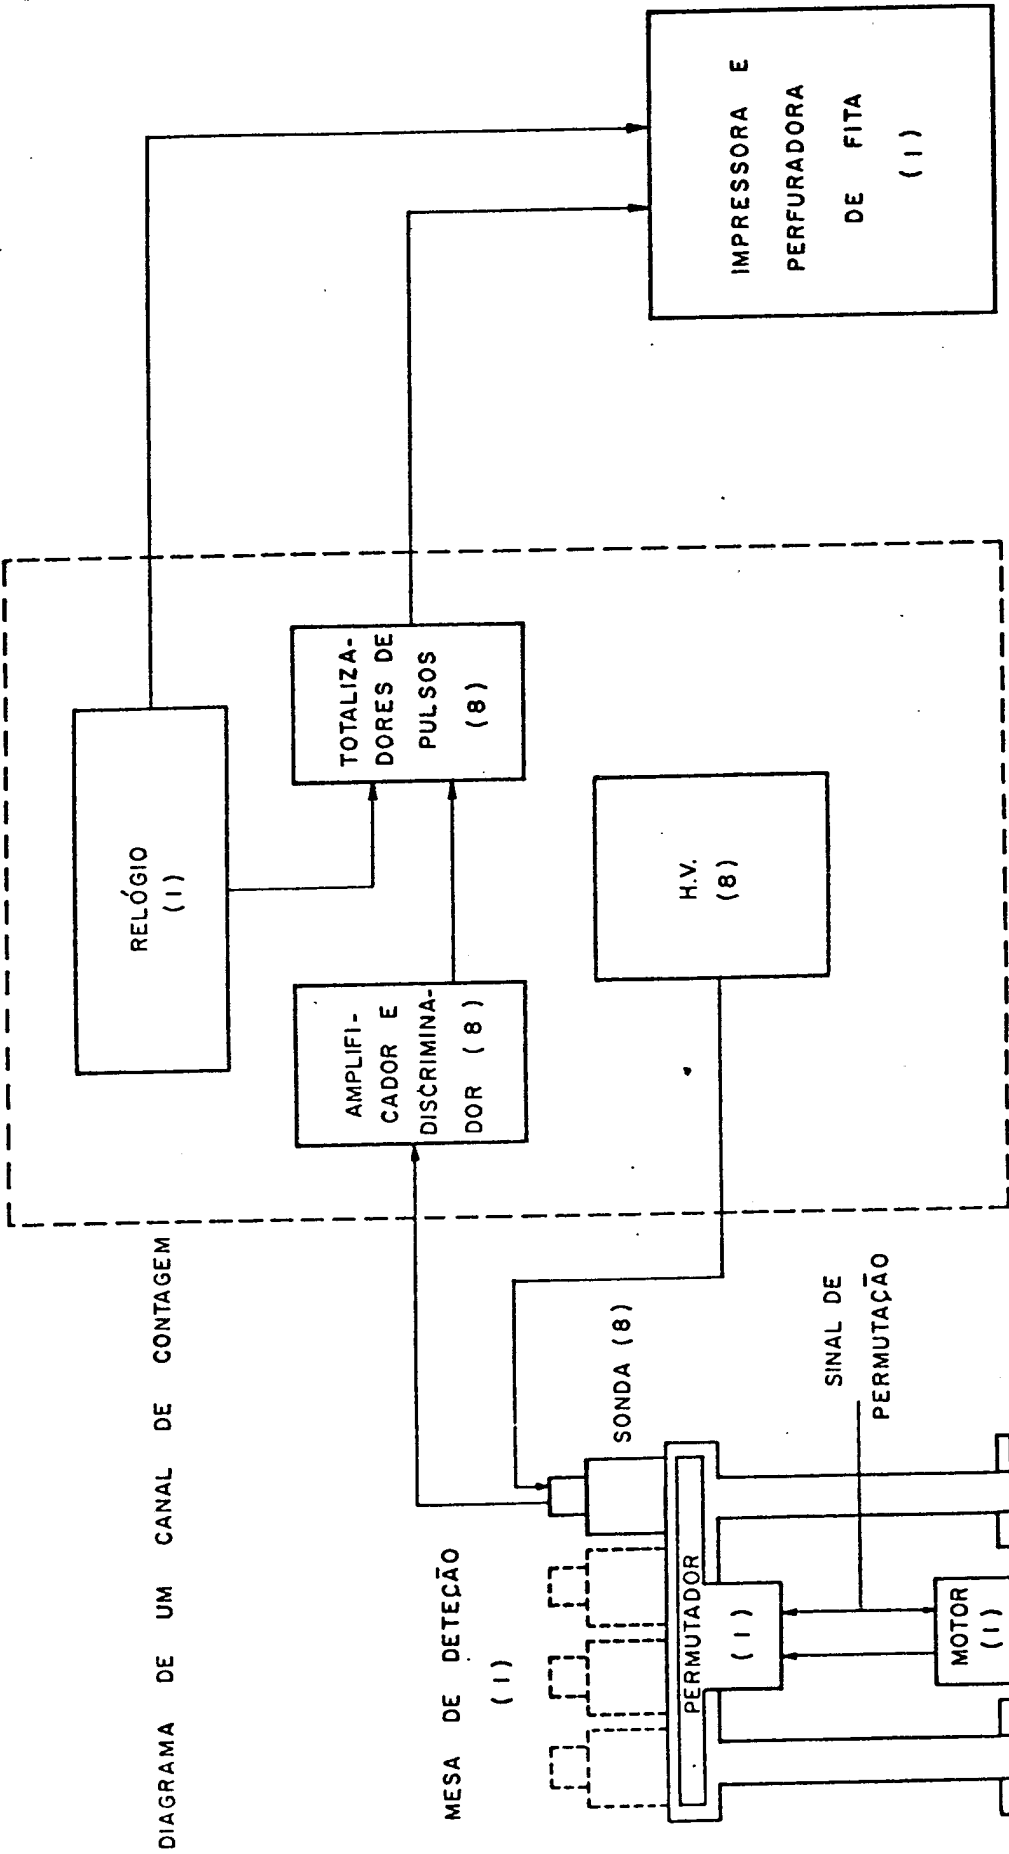 DIAGRAMA DE UM CANAL DE CONTAGEM
RELÓGIO
(1)
AMPLIFI-
CADOR E
DISCRIMINA-
DOR (8)
TOTALIZA-
DORES DE
PULSOS
(8)
H.V.
(8)
IMPRESSORA E
PERFURADORA
DE FITA
(1)
MESA DE DETEÇÃO
(1)
SONDA (8)
PERMUTADOR
(1)
SINAL DE
PERMUTAÇÃO
MOTOR
(1)